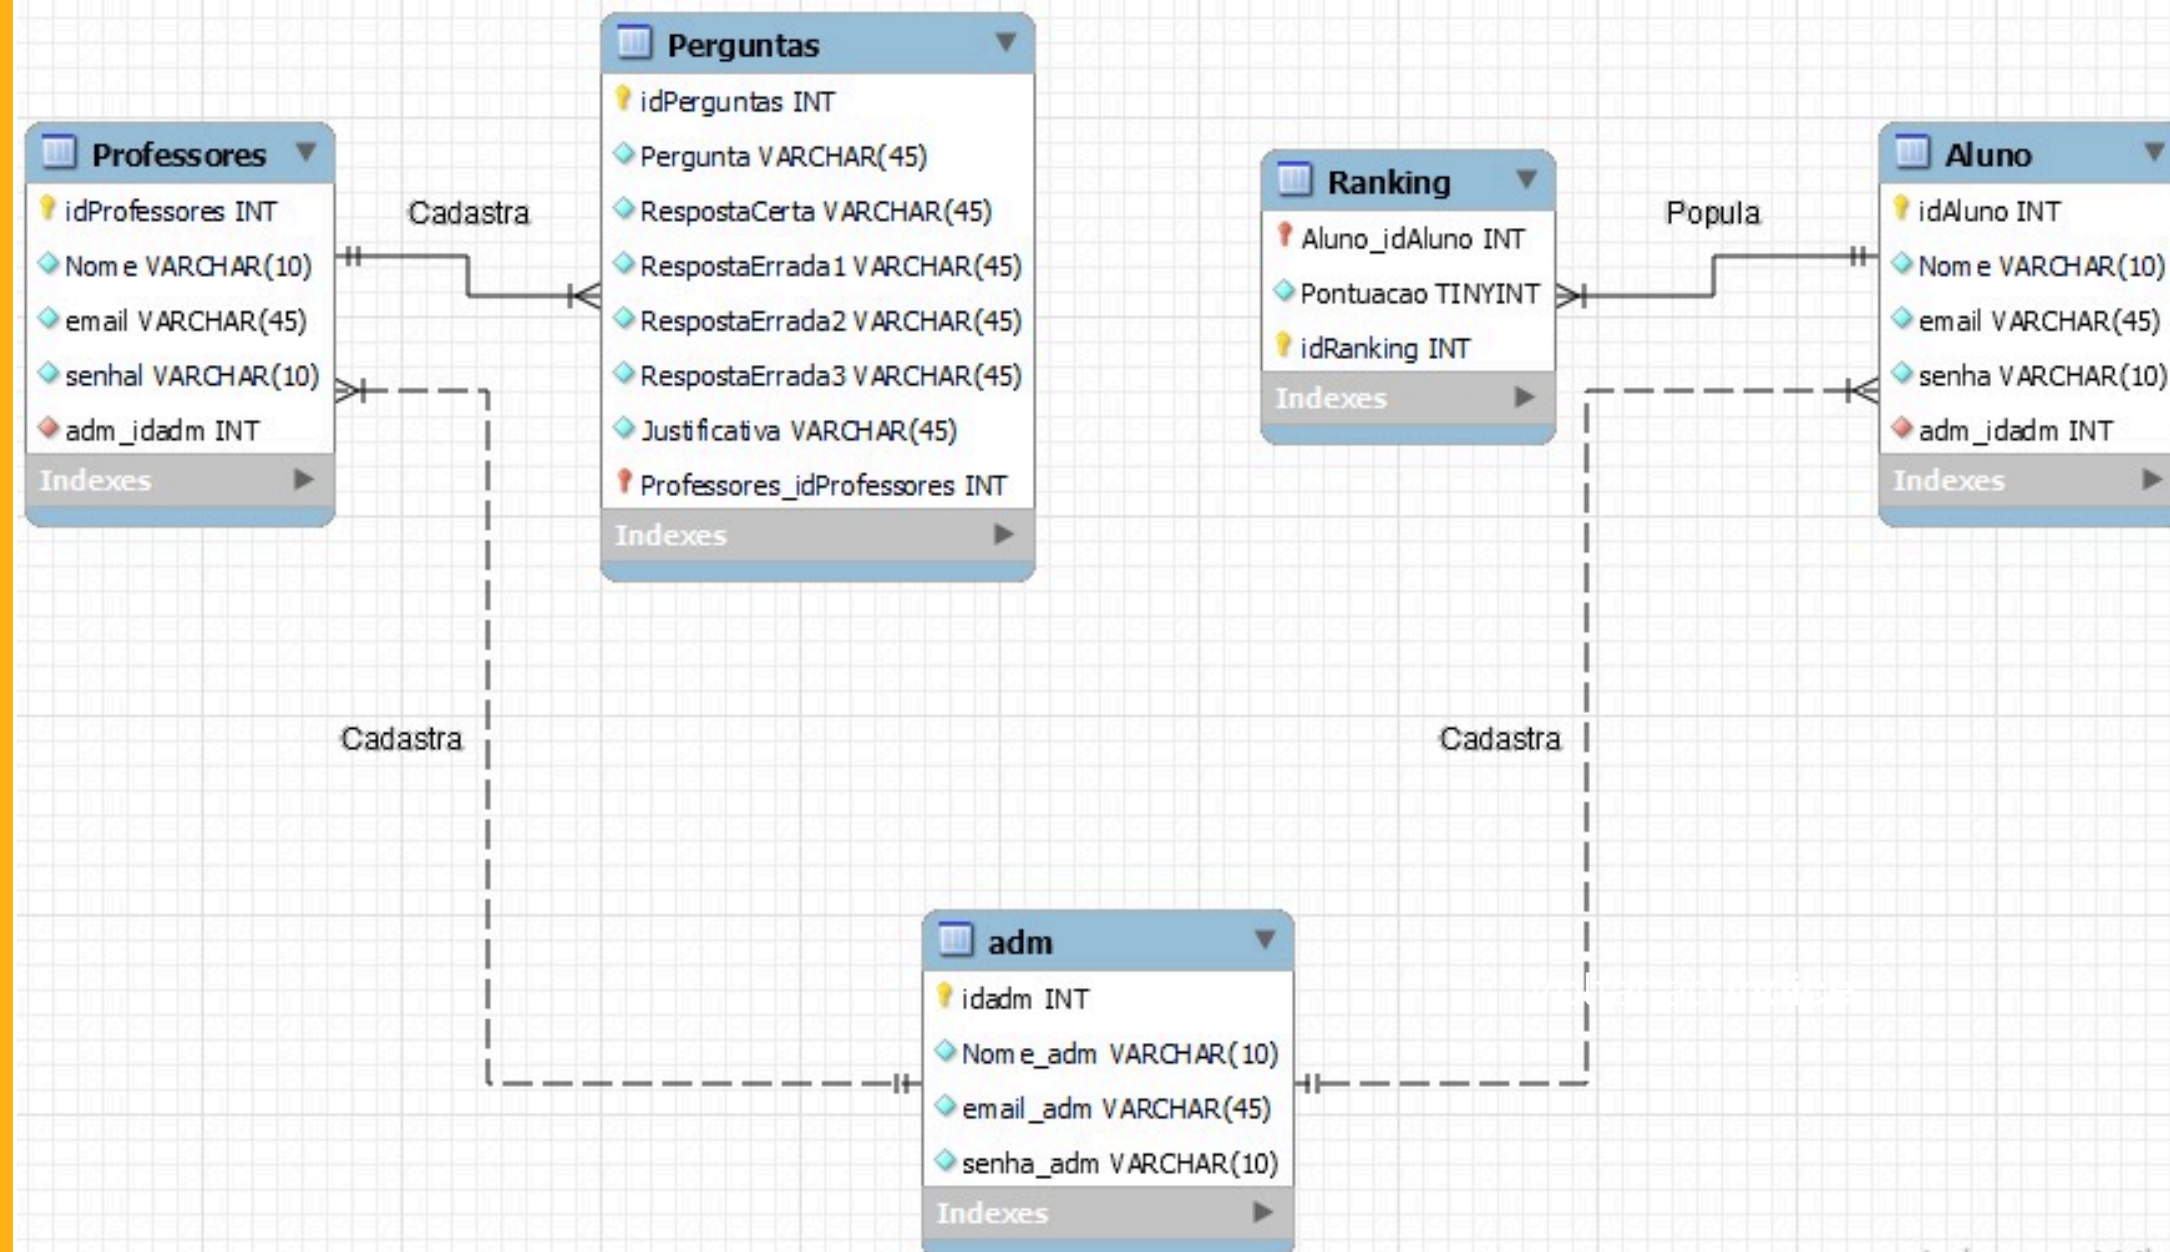 Perguntas
idPerguntas INT
Pergunta VARCHAR(45)
RespostaCerta VARCHAR(45)
RespostaErrada1 VARCHAR(45)
RespostaErrada2 VARCHAR(45)
RespostaErrada3 VARCHAR(45)
Justificativa VARCHAR(45)
Professores_idProfessores INT
Indexes
Professores
idProfessores INT
Nome VARCHAR(10)
email VARCHAR(45)
senhal VARCHAR(10)
adm_idadm INT
Indexes
Cadastra
Ranking
Aluno_idAluno INT
Pontuacao TINYINT
idRanking INT
Indexes
Popula
Aluno
idAluno INT
Nome VARCHAR(10)
email VARCHAR(45)
senha VARCHAR(10)
adm_idadm INT
Indexes
Cadastra
Cadastra
adm
idadm INT
Nome_adm VARCHAR(10)
email_adm VARCHAR(45)
senha_adm VARCHAR(10)
Indexes